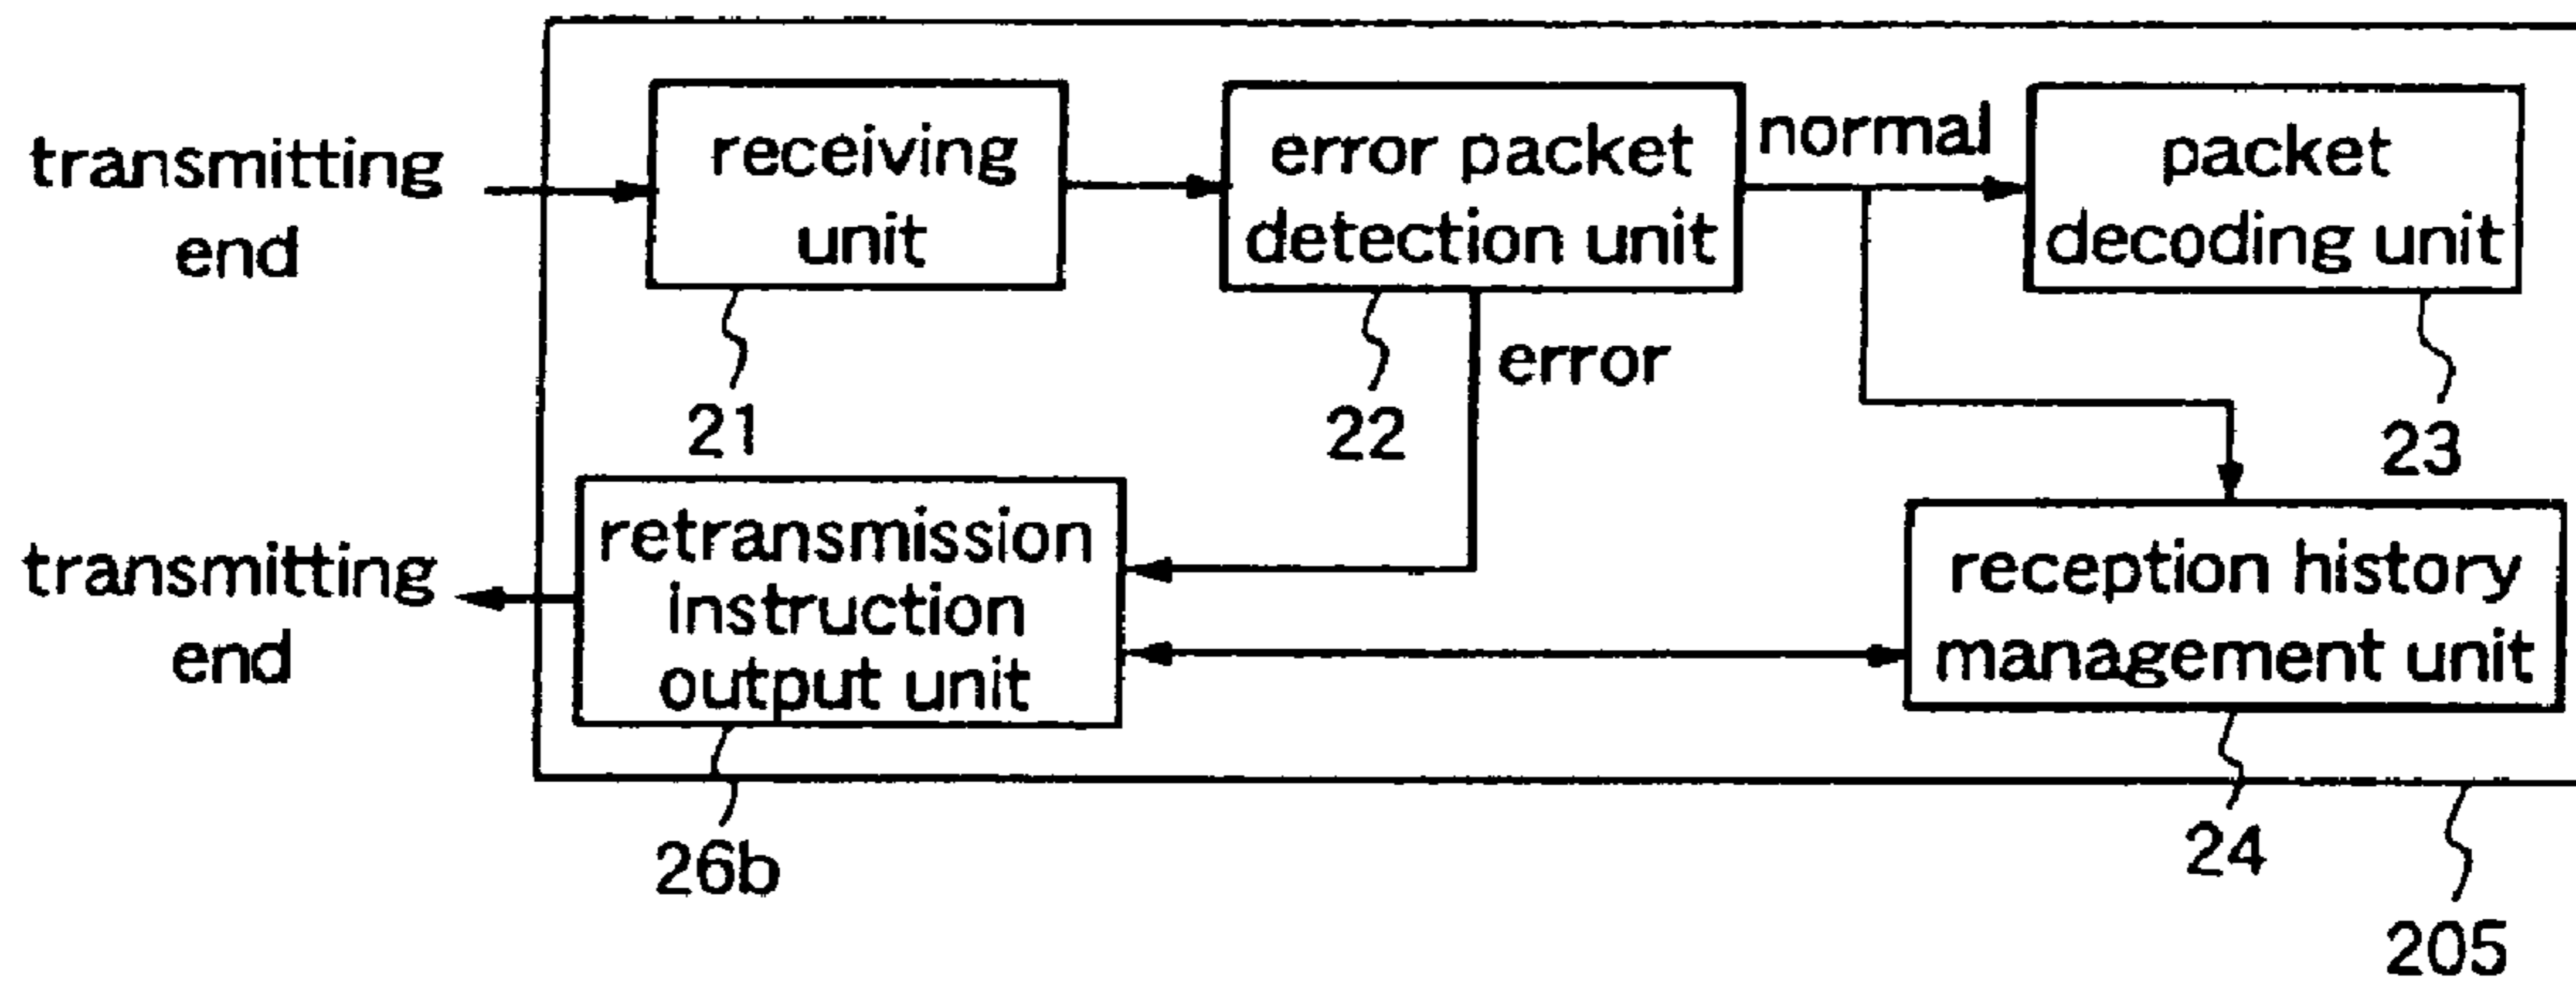 transmitting
end
receiving
unit
error packet
detection unit
normal
packet
decoding unit
error
21
22
23
transmitting
end
retransmission
instruction
output unit
reception history
management unit
26b
24
205